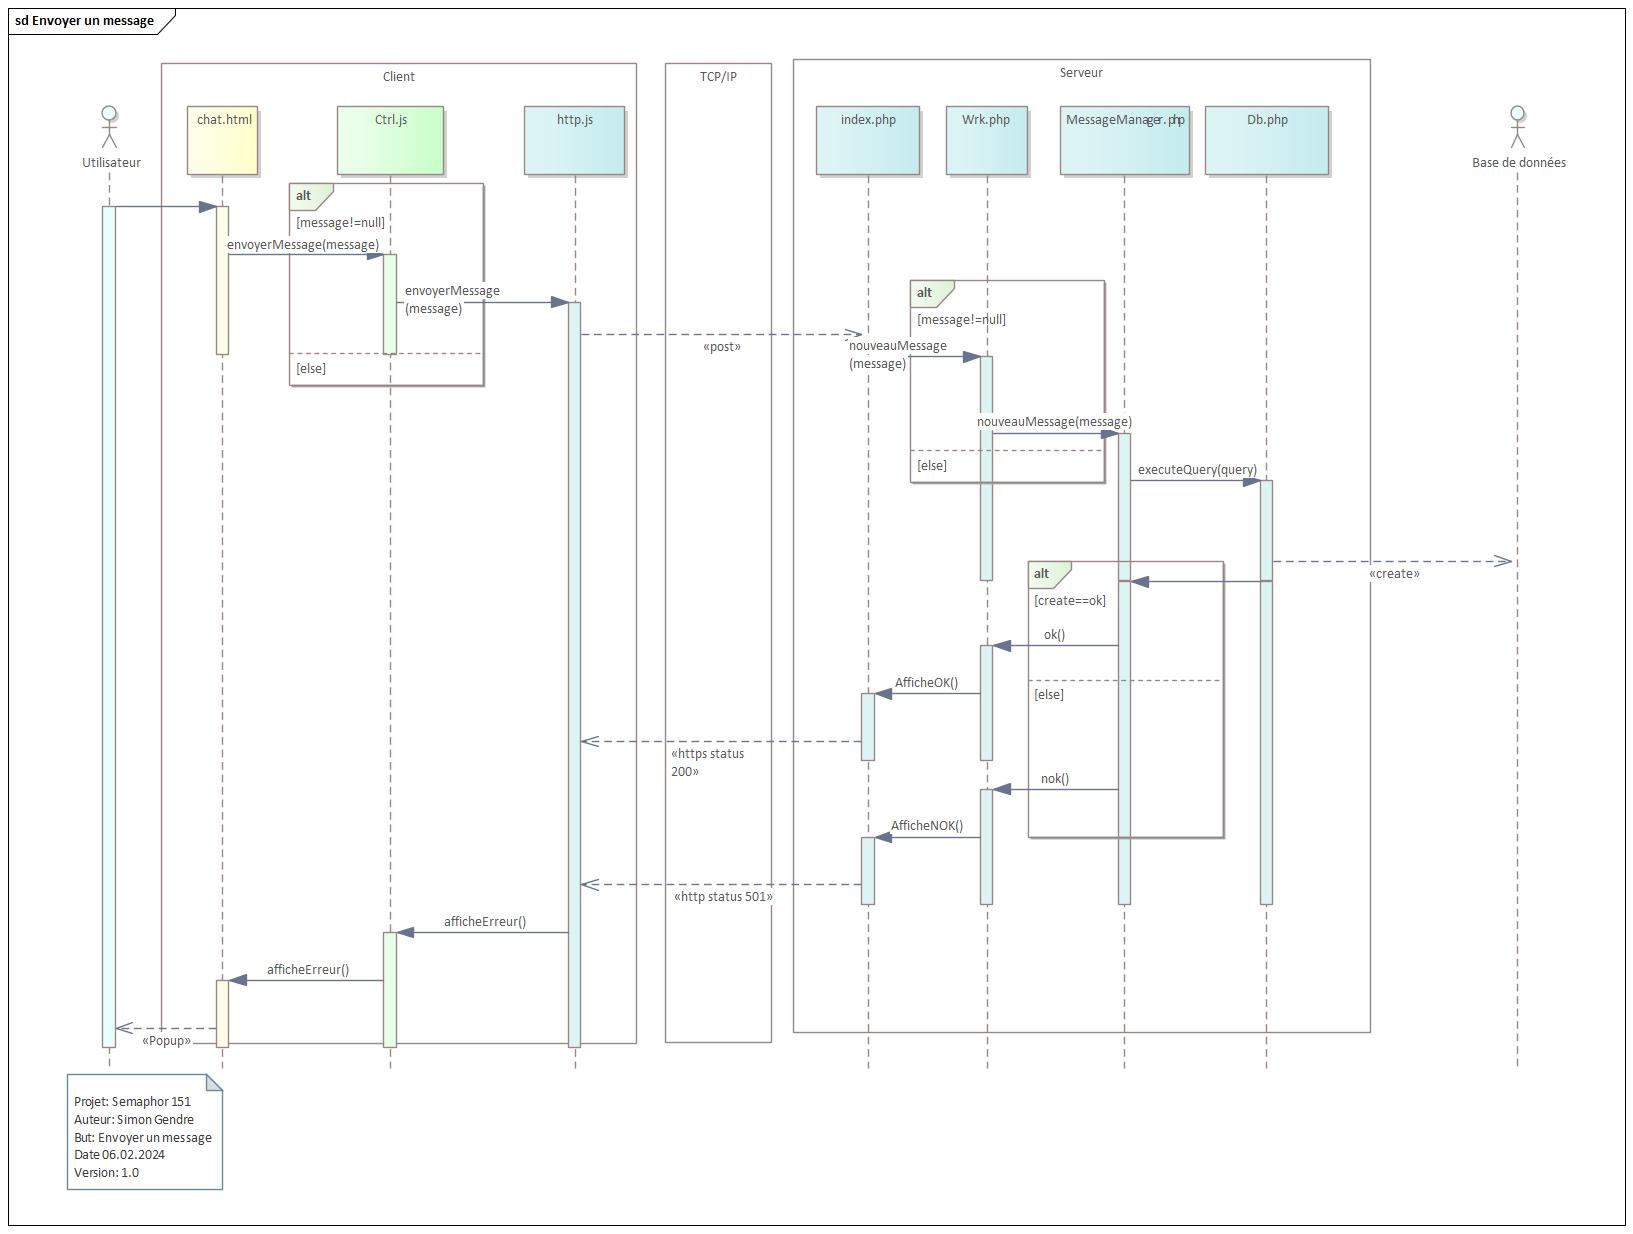 sd Envoyer un message
Client
TCP/IP
Serveur
Utilisateur
chat.html
Ctrl.js
http.js
index.php
Wrk.php
MessageManager.php
Db.php
Base de données
alt
[message!=null]
envoyerMessage(message)
envoyerMessage
(message)
[else]
«post»
alt
[message!=null]
nouveauMessage
(message)
nouveauMessage(message)
[else]
executeQuery(query)
«create»
alt
[create==ok]
ok()
AfficheOK()
[else]
«https status
200»
nok()
AfficheNOK()
«http status 501»
afficheErreur()
afficheErreur()
«Popup»
Projet: Semaphor 151
Auteur: Simon Gendre
But: Envoyer un message
Date 06.02.2024
Version: 1.0